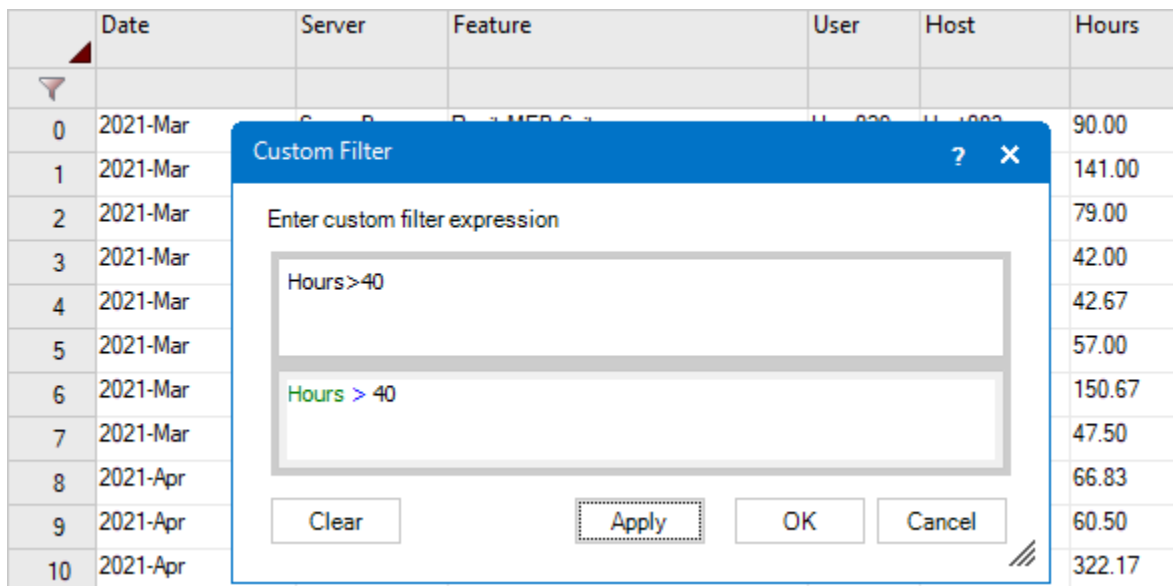 Date Server Feature User Host Hours
0 2021-Mar 90.00
Custom Filter ? ×
1 2021-Mar 141.00
2 2021-Mar Enter custom filter expression 79.00
3 2021-Mar 42.00
Hours>40
4 2021-Mar 42.67
5 2021-Mar 57.00
6 2021-Mar Hours > 40 150.67
7 2021-Mar 47.50
8 2021-Apr 66.83
9 2021-Apr Clear Apply OK Cancel 60.50
10 2021-Apr 322.17